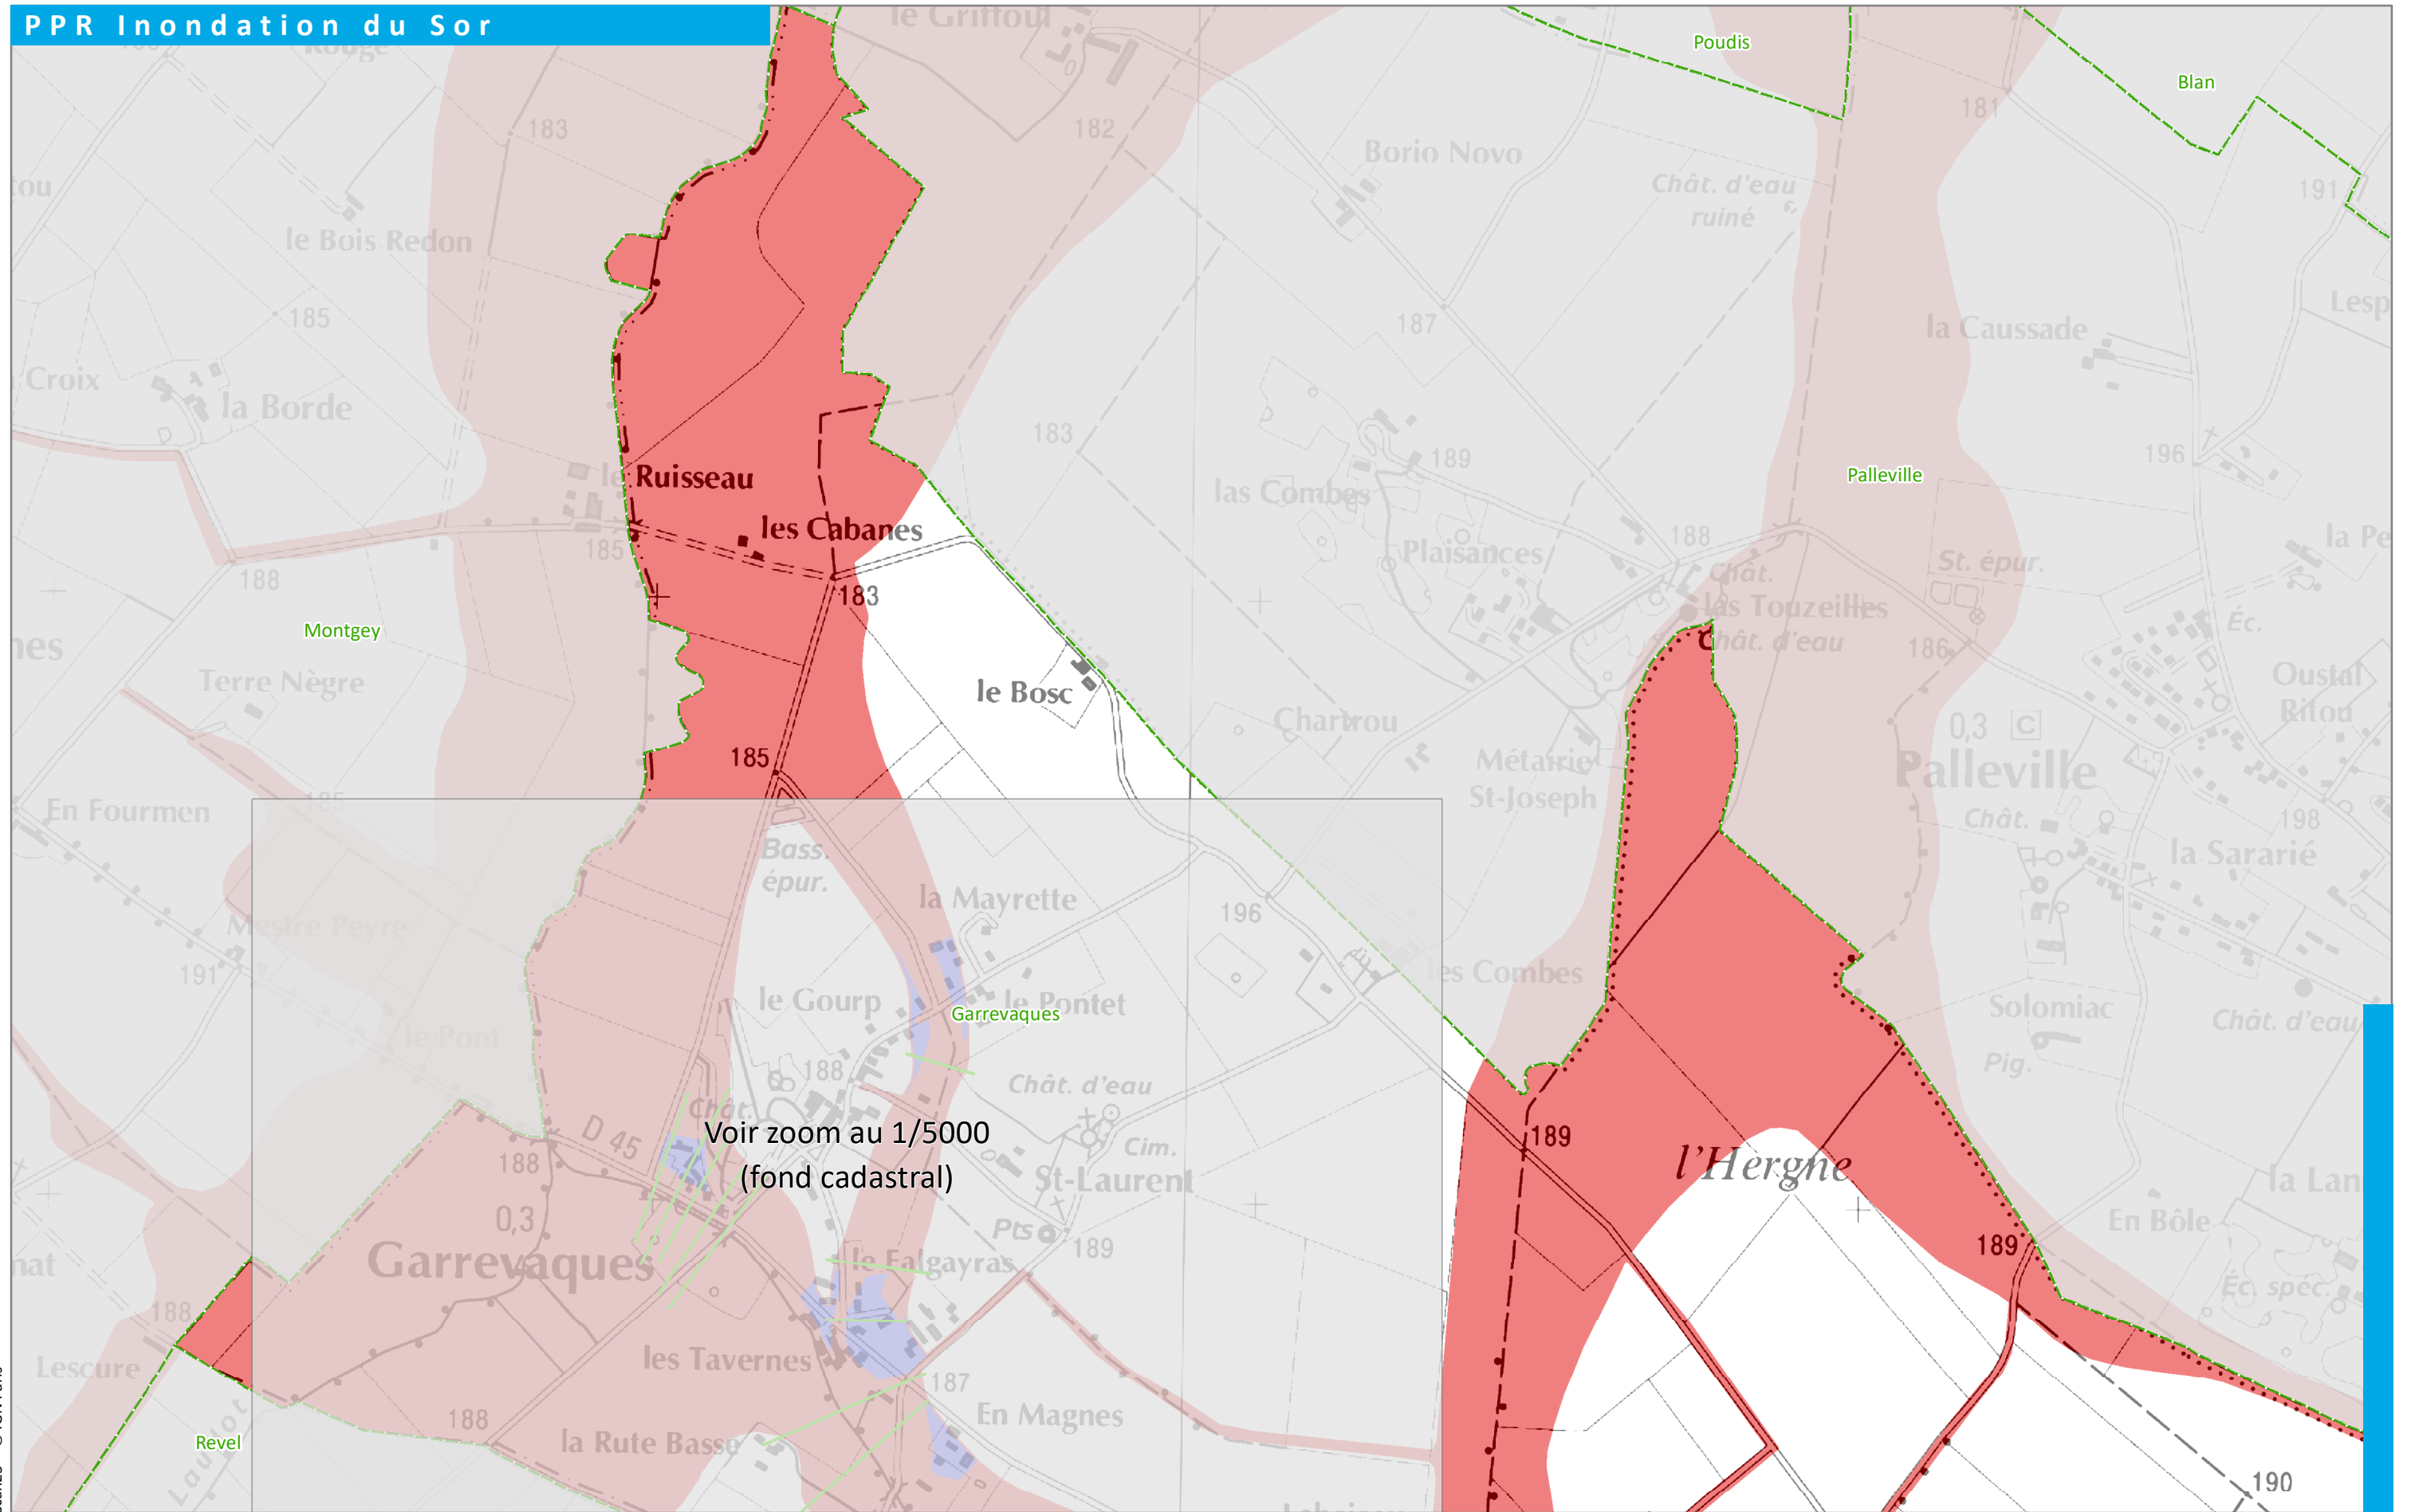 PPR Inondation du Sor
le Griffoul
Rouge
Poudis
Blan
183
182
181
Borio Novo
Chât. d'eau
ruiné
191
le Bois Redon
185
187
la Caussade
Croix
la Borde
183
189
196
Palleville
Ruisseau
las Combes
les Cabanes
185
188
Plaisances
St. épur.
188
Chât.
183
las Touzeilles
Chât. d'eau
186
Éc.
Montgey
Terre Nègre
le Bosc
Oustal
Ritou
Chartrou
0,3
C
185
Métairie
St-Joseph
Palleville
En Fourmen
185
Chât.
198
Bass.
épur.
la Sararié
la Mayrette
196
Mestre Peyre
191
les Combes
le Gourp
le Pontet
Garrevaques
Solomiac
Chât. d'eau
le Pont
188
Chât. d'eau
Pig.
Chât.
D 45
Voir zoom au 1/5000
(fond cadastral)
Cim.
189
188
l'Hergne
St-Laurent
0,3
Pts
189
En Bôle
189
Garrevaques
le Falgayras
188
Éc. spéc.
Lescure
les Tavernes
187
188
En Magnes
Revel
la Rute Basse
Laudot
190